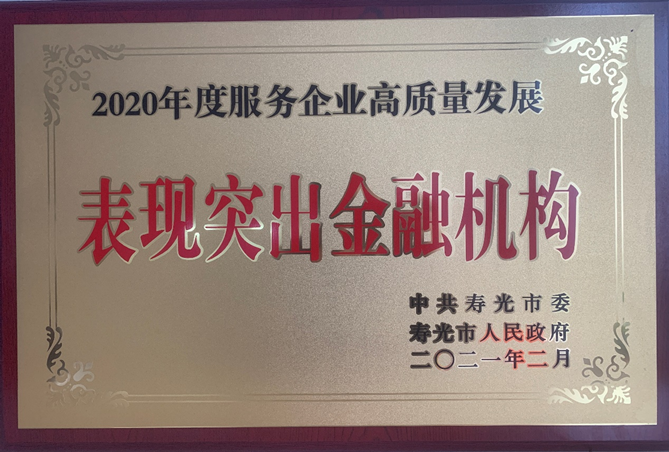 2020年度服务企业高质量发展
表现突出金融机构
中共寿光市委
寿光市人民政府
二〇二一年二月